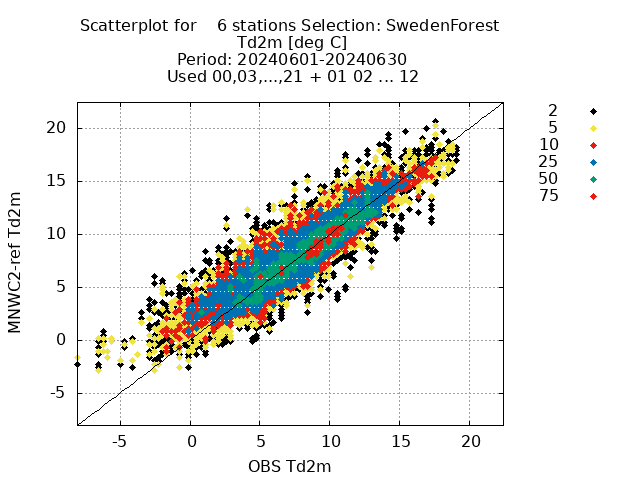 Scatterplot for    6 stations Selection: SwedenForest
Td2m [deg C]
Period: 20240601-20240630
Used 00,03,...,21 + 01 02 ... 12
2
5
10
25
50
75
20
15
10
5
0
-5
MNWC2-ref Td2m
-5 0 5 10 15 20
OBS Td2m